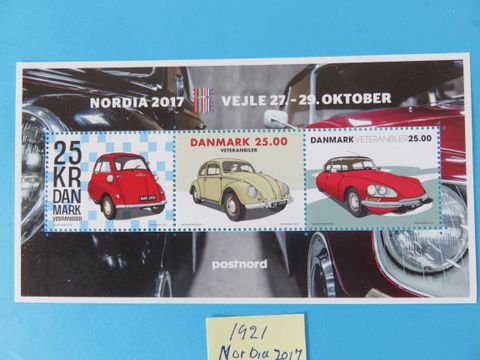 NORDIA 2017 VEJLE 27.-29. OKTOBER
25
KR
DAN
MARK
VETERANBILER
DANMARK 25.00
VETERANBILER
DANMARK VETERANBILER 25.00
postnord
1921
Nordia 2017